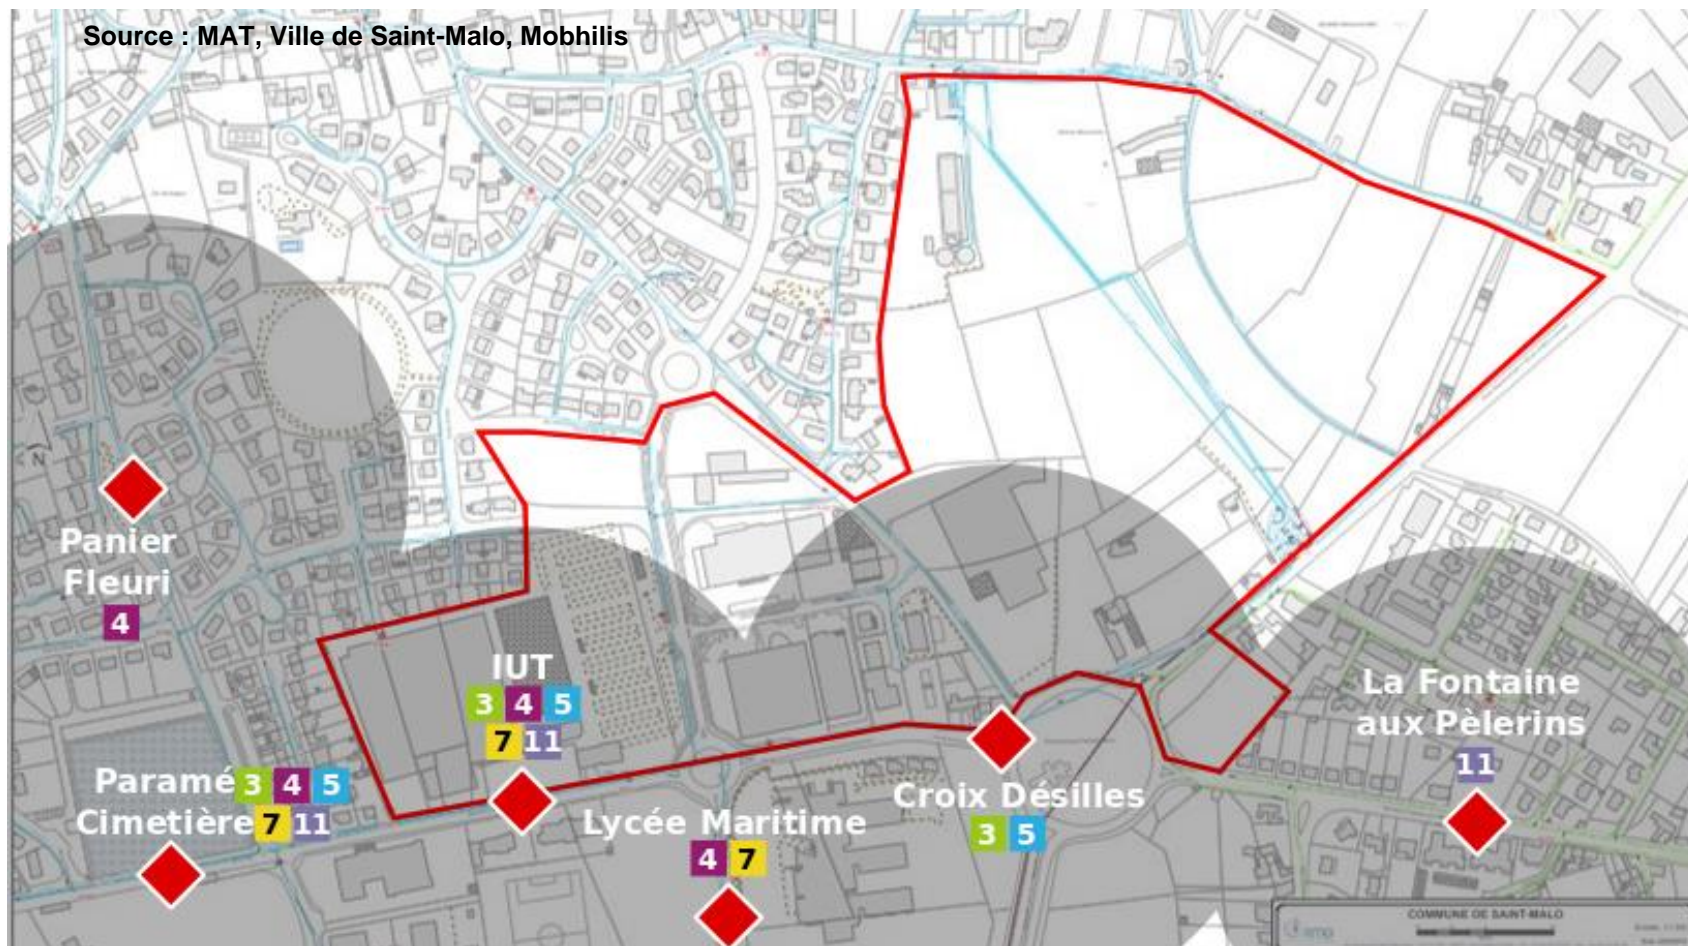 Source : MAT, Ville de Saint-Malo, Mobhilis
N
Panier
Fleuri
4
IUT
3 4 5
7 11
Paramé 3 4 5
Cimetière 7 11
Lycée Maritime
4 7
Croix Désilles
3 5
La Fontaine
aux Pèlerins
11
COMMUNE DE SAINT-MALO